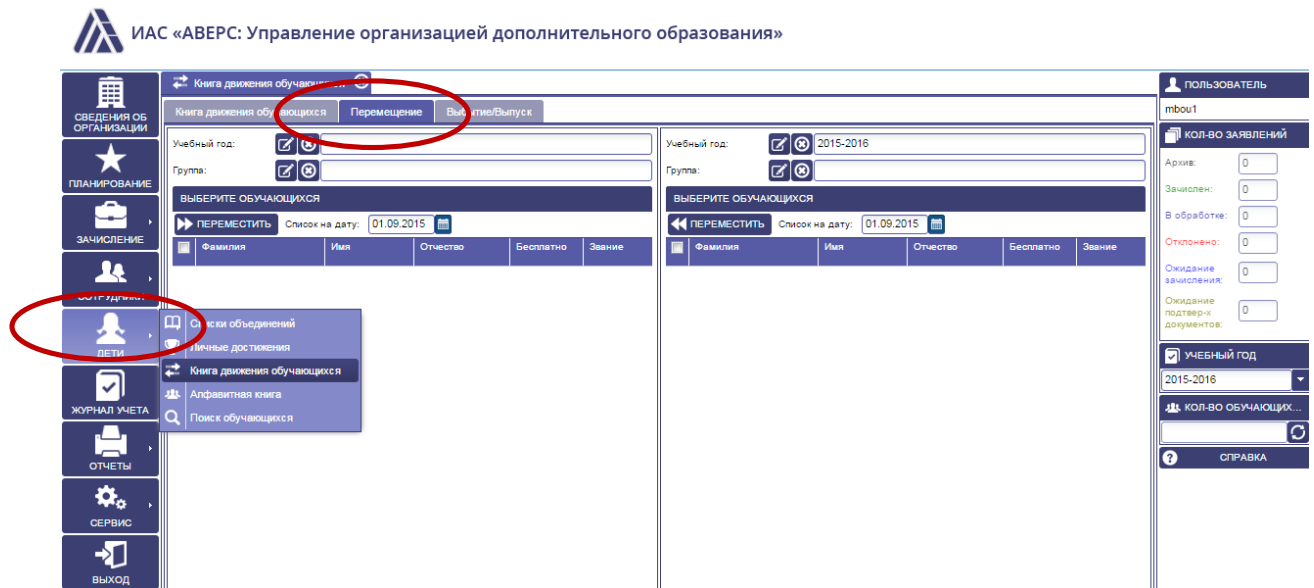 ИАС «АВЕРС: Управление организацией дополнительного образования»
СВЕДЕНИЯ ОБ
ОРГАНИЗАЦИИ
ПЛАНИРОВАНИЕ
ЗАЧИСЛЕНИЕ
СОТРУДНИКИ
ДЕТИ
ЖУРНАЛ УЧЕТА
ОТЧЕТЫ
СЕРВИС
ВЫХОД
Книга движения обучающихся
Книга движения обучающихся Перемещение Выбытие/Выпуск
Учебный год:
Группа:
ВЫБЕРИТЕ ОБУЧАЮЩИХСЯ
ПЕРЕМЕСТИТЬ Список на дату: 01.09.2015
Фамилия Имя Отчество Бесплатно Звание
Списки объединений
Личные достижения
Книга движения обучающихся
Алфавитная книга
Поиск обучающихся
Учебный год: 2015-2016
Группа:
ВЫБЕРИТЕ ОБУЧАЮЩИХСЯ
ПЕРЕМЕСТИТЬ Список на дату: 01.09.2015
Фамилия Имя Отчество Бесплатно Звание
ПОЛЬЗОВАТЕЛЬ
mbou1
КОЛ-ВО ЗАЯВЛЕНИЙ
Архив: 0
Зачислен: 0
В обработке: 0
Отклонено: 0
Ожидание
зачисления: 0
Ожидание
подтвер-х 0
документов:
УЧЕБНЫЙ ГОД
2015-2016
КОЛ-ВО ОБУЧАЮЩИХ...
? СПРАВКА